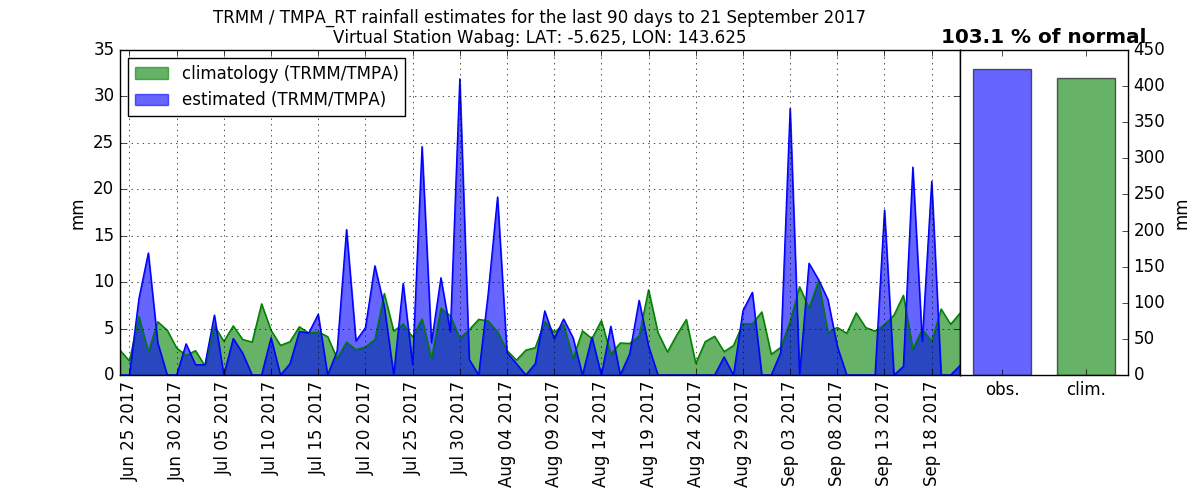 TRMM / TMPA_RT rainfall estimates for the last 90 days to 21 September 2017
Virtual Station Wabag: LAT: -5.625, LON: 143.625
103.1 % of normal
climatology (TRMM/TMPA)
estimated (TRMM/TMPA)
35
30
25
20
15
10
5
0
mm
Jun 25 2017
Jun 30 2017
Jul 05 2017
Jul 10 2017
Jul 15 2017
Jul 20 2017
Jul 25 2017
Jul 30 2017
Aug 04 2017
Aug 09 2017
Aug 14 2017
Aug 19 2017
Aug 24 2017
Aug 29 2017
Sep 03 2017
Sep 08 2017
Sep 13 2017
Sep 18 2017
obs.
clim.
450
400
350
300
250
200
150
100
50
0
mm